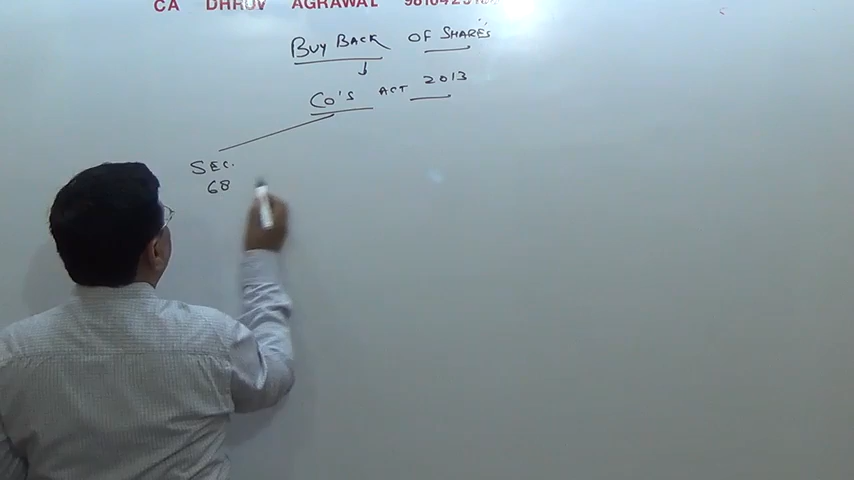 CA DHRUV AGRAWAL
BUY BACK OF SHARES
CO'S ACT 2013
SEC.
68